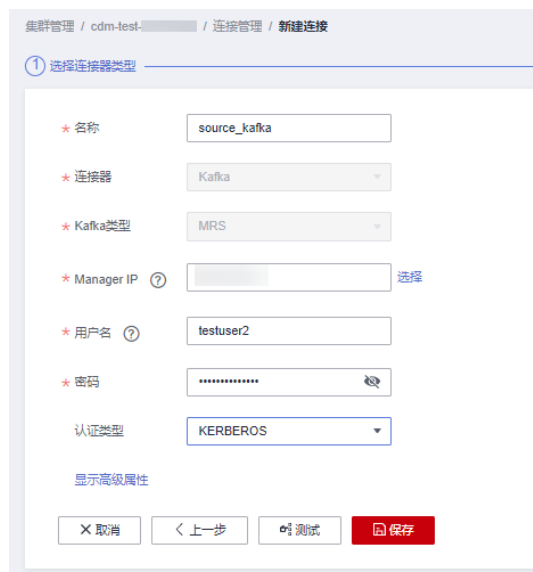 集群管理 / cdm-test- / 连接管理 / 新建连接
1 选择连接器类型
* 名称 source_kafka
* 连接器 Kafka
* Kafka类型 MRS
* Manager IP ? 选择
* 用户名 ? testuser2
* 密码 ••••••••••••••
认证类型 KERBEROS
显示高级属性
取消 上一步 测试 保存